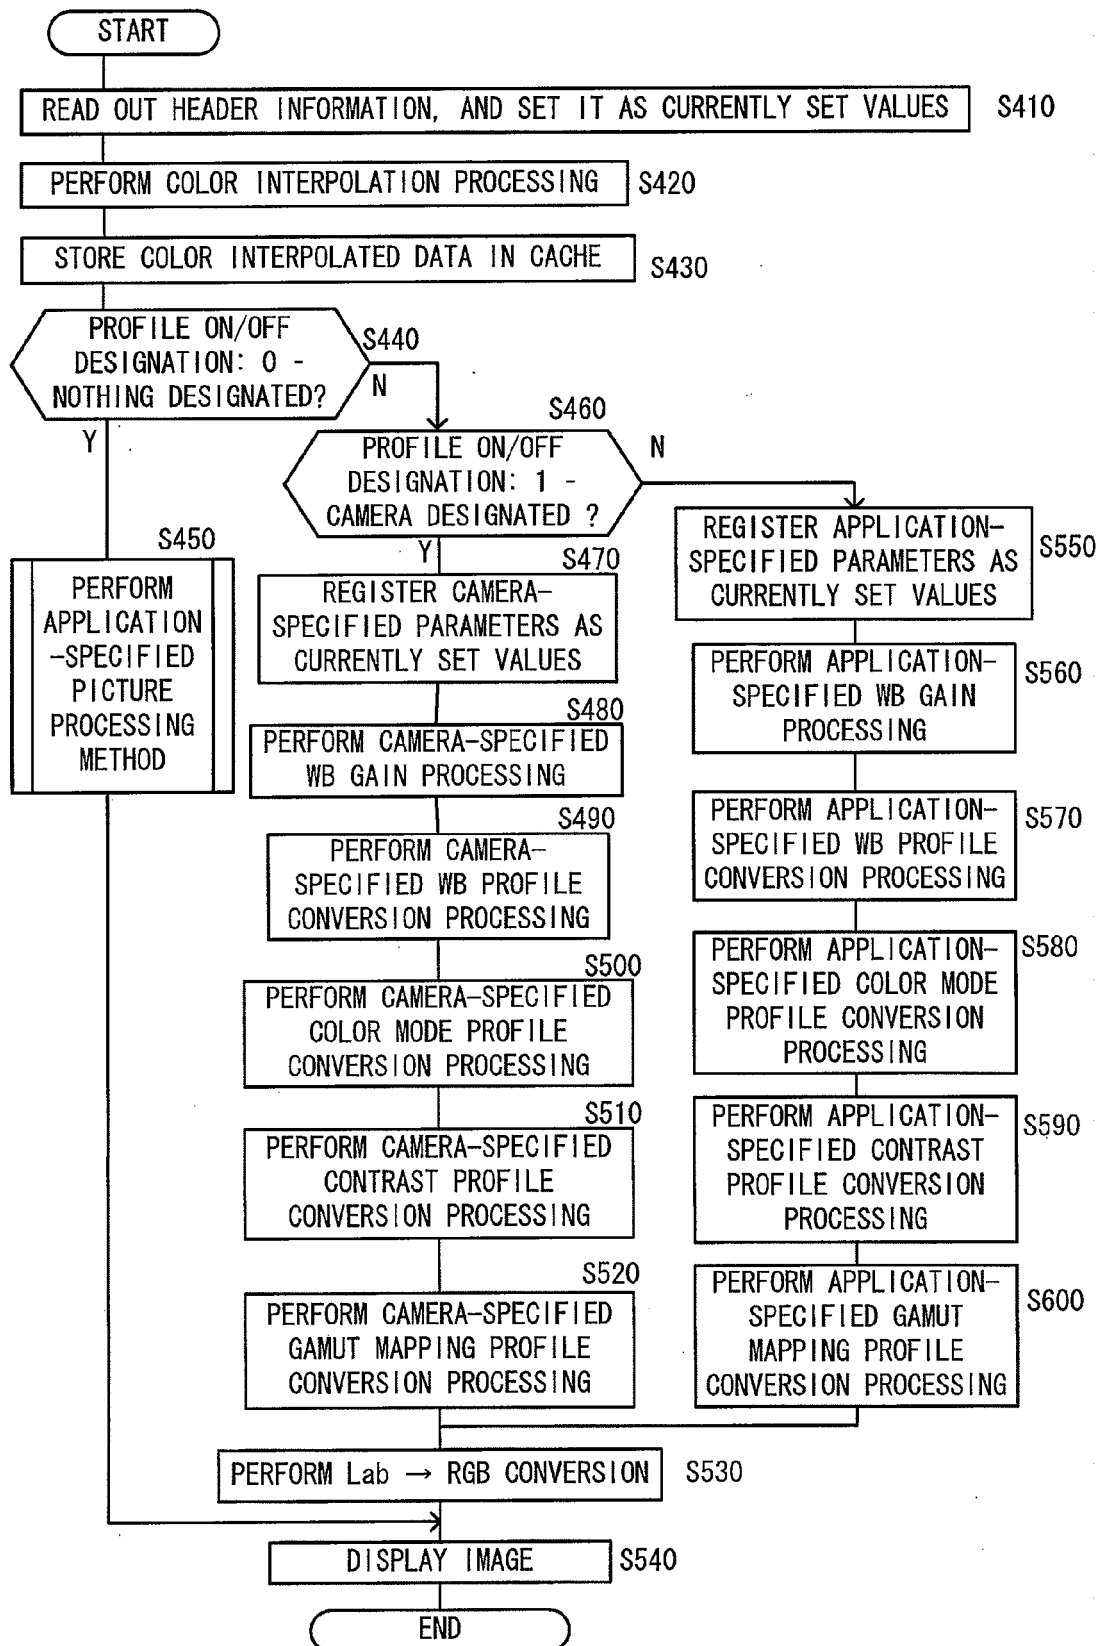 START
READ OUT HEADER INFORMATION, AND SET IT AS CURRENTLY SET VALUES
S410
PERFORM COLOR INTERPOLATION PROCESSING
S420
STORE COLOR INTERPOLATED DATA IN CACHE
S430
PROFILE ON/OFF
DESIGNATION: 0 -
NOTHING DESIGNATED?
S440
N
Y
S460
PROFILE ON/OFF
DESIGNATION: 1 -
CAMERA DESIGNATED ?
N
Y
S450
PERFORM
APPLICATION
-SPECIFIED
PICTURE
PROCESSING
METHOD
S470
REGISTER CAMERA-
SPECIFIED PARAMETERS AS
CURRENTLY SET VALUES
S480
PERFORM CAMERA-SPECIFIED
WB GAIN PROCESSING
S490
PERFORM CAMERA-
SPECIFIED WB PROFILE
CONVERSION PROCESSING
S500
PERFORM CAMERA-SPECIFIED
COLOR MODE PROFILE
CONVERSION PROCESSING
S510
PERFORM CAMERA-SPECIFIED
CONTRAST PROFILE
CONVERSION PROCESSING
S520
PERFORM CAMERA-SPECIFIED
GAMUT MAPPING PROFILE
CONVERSION PROCESSING
REGISTER APPLICATION-
SPECIFIED PARAMETERS AS
CURRENTLY SET VALUES
S550
PERFORM APPLICATION-
SPECIFIED WB GAIN
PROCESSING
S560
PERFORM APPLICATION-
SPECIFIED WB PROFILE
CONVERSION PROCESSING
S570
PERFORM APPLICATION-
SPECIFIED COLOR MODE
PROFILE CONVERSION
PROCESSING
S580
PERFORM APPLICATION-
SPECIFIED CONTRAST
PROFILE CONVERSION
PROCESSING
S590
PERFORM APPLICATION-
SPECIFIED GAMUT
MAPPING PROFILE
CONVERSION PROCESSING
S600
PERFORM Lab → RGB CONVERSION
S530
DISPLAY IMAGE
S540
END